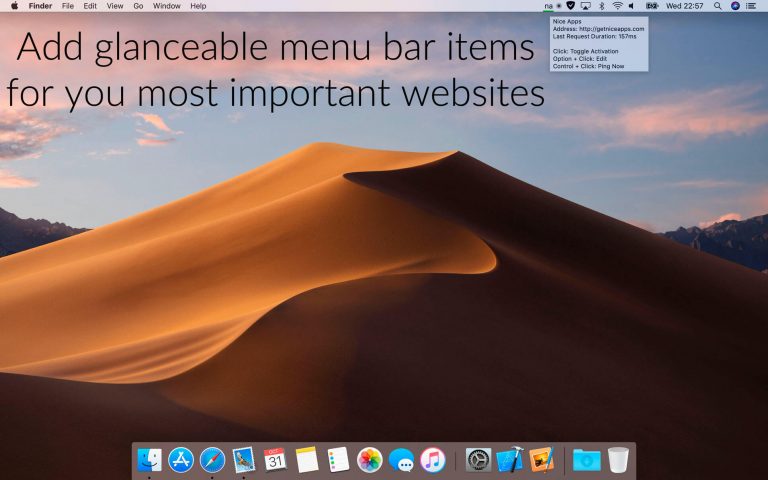 Finder File Edit View Go Window Help
na Wed 22:57
Add glanceable menu bar items
for you most important websites
Nice Apps
Address: http://getniceapps.com
Last Request Duration: 157ms
Click: Toggle Activation
Option + Click: Edit
Control + Click: Ping Now
OCT
31